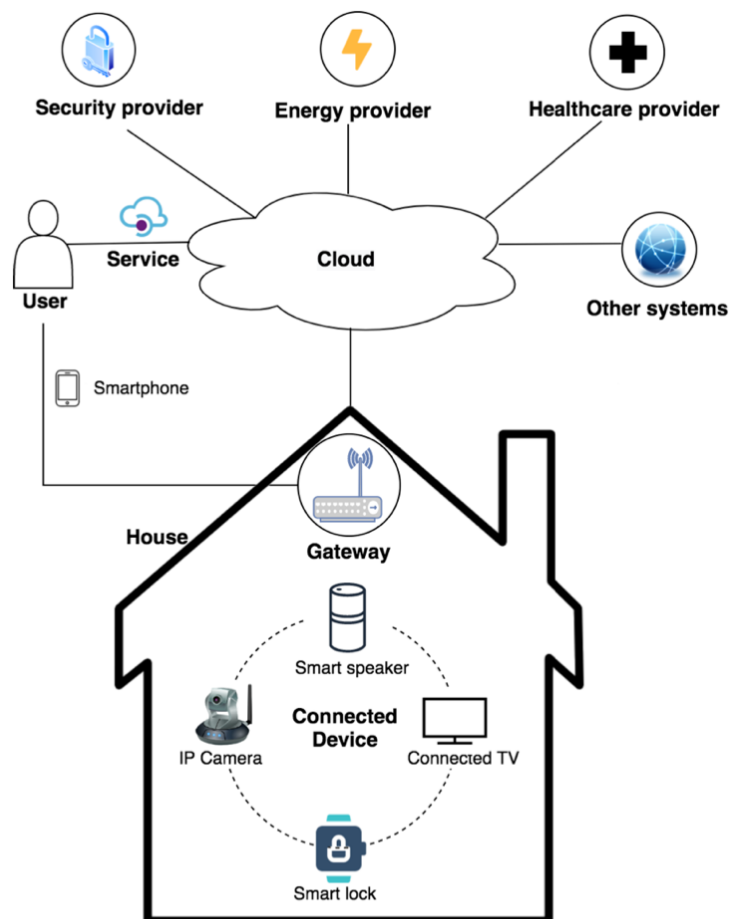 Security provider
Energy provider
Healthcare provider
User
Service
Cloud
Other systems
Smartphone
House
Gateway
Smart speaker
Connected
Device
IP Camera
Connected TV
Smart lock